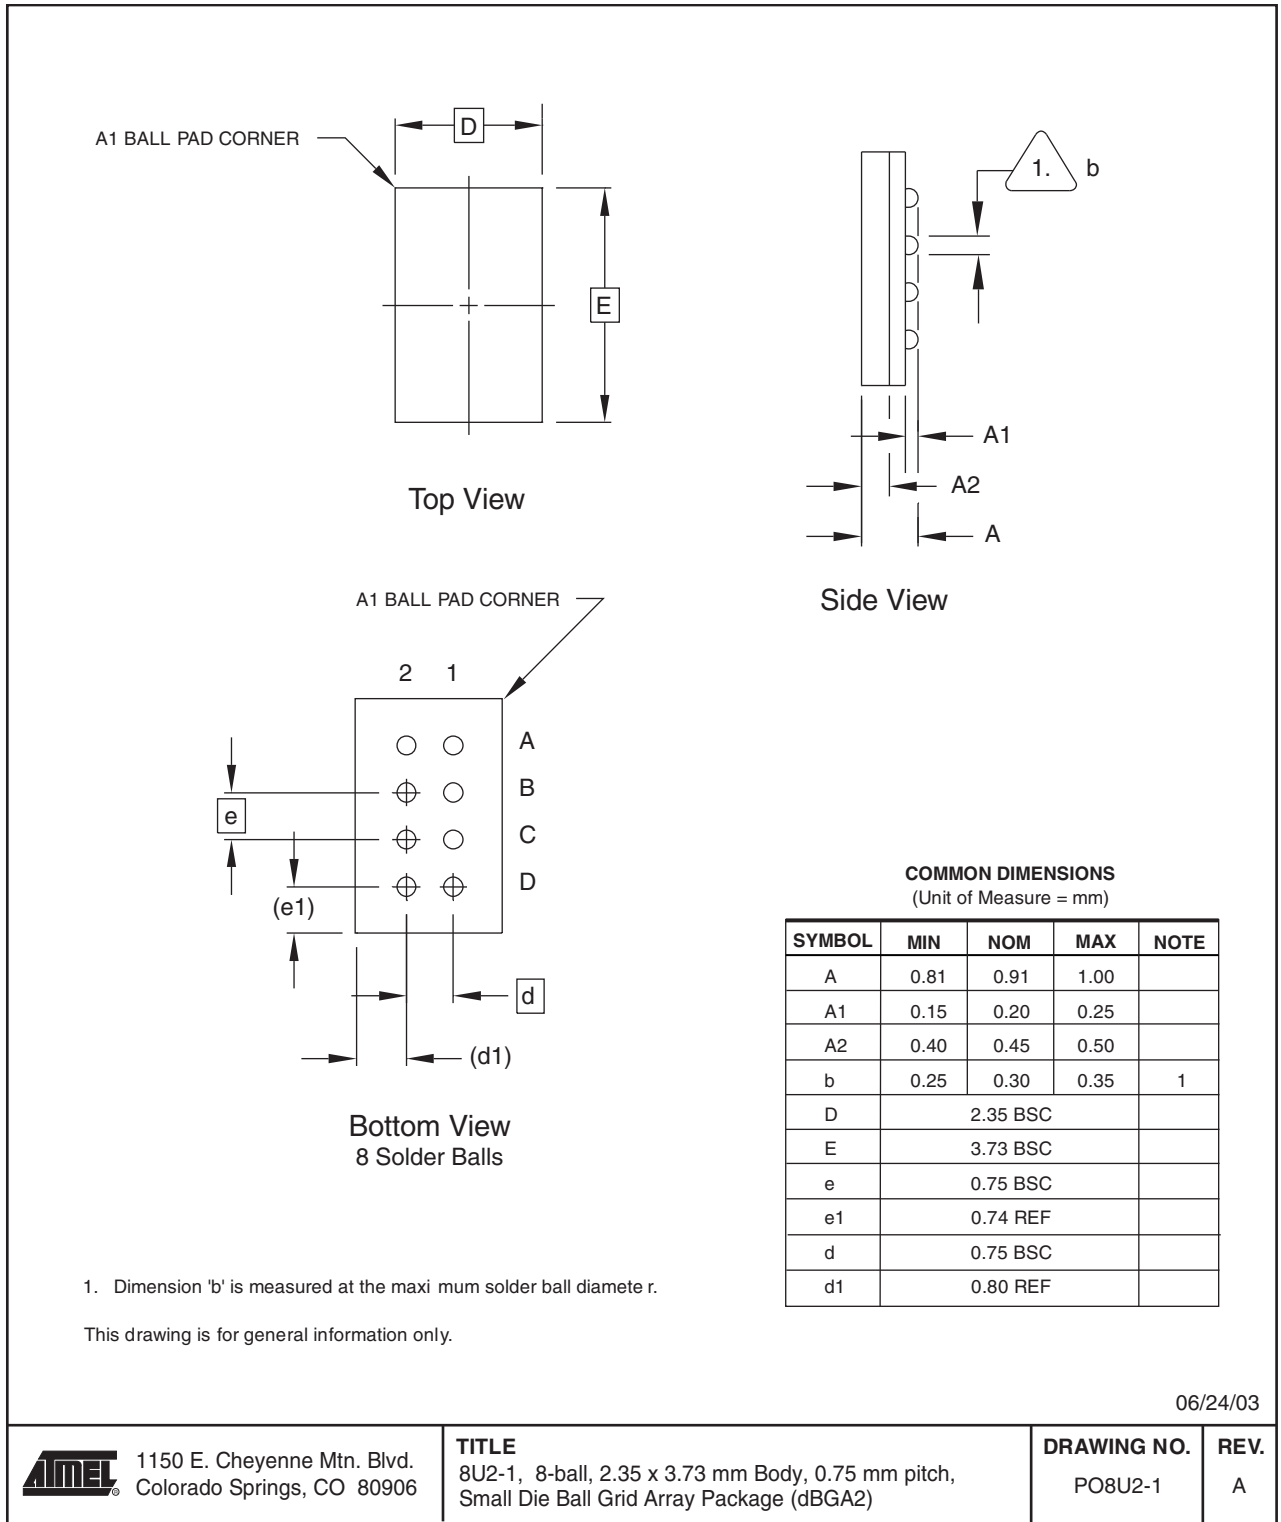 A1 BALL PAD CORNER
D
E
Top View
1. b
A1
A2
A
Side View
A1 BALL PAD CORNER
2 1
A
B
C
D
e
(e1)
d
(d1)
Bottom View
8 Solder Balls
COMMON DIMENSIONS
(Unit of Measure = mm)
SYMBOL MIN NOM MAX NOTE
A 0.81 0.91 1.00
A1 0.15 0.20 0.25
A2 0.40 0.45 0.50
b 0.25 0.30 0.35 1
D 2.35 BSC
E 3.73 BSC
e 0.75 BSC
e1 0.74 REF
d 0.75 BSC
d1 0.80 REF
1. Dimension 'b' is measured at the maxi mum solder ball diamete r.
This drawing is for general information only.
06/24/03
ATMEL®
1150 E. Cheyenne Mtn. Blvd.
Colorado Springs, CO 80906
TITLE
8U2-1, 8-ball, 2.35 x 3.73 mm Body, 0.75 mm pitch,
Small Die Ball Grid Array Package (dBGA2)
DRAWING NO.
PO8U2-1
REV.
A